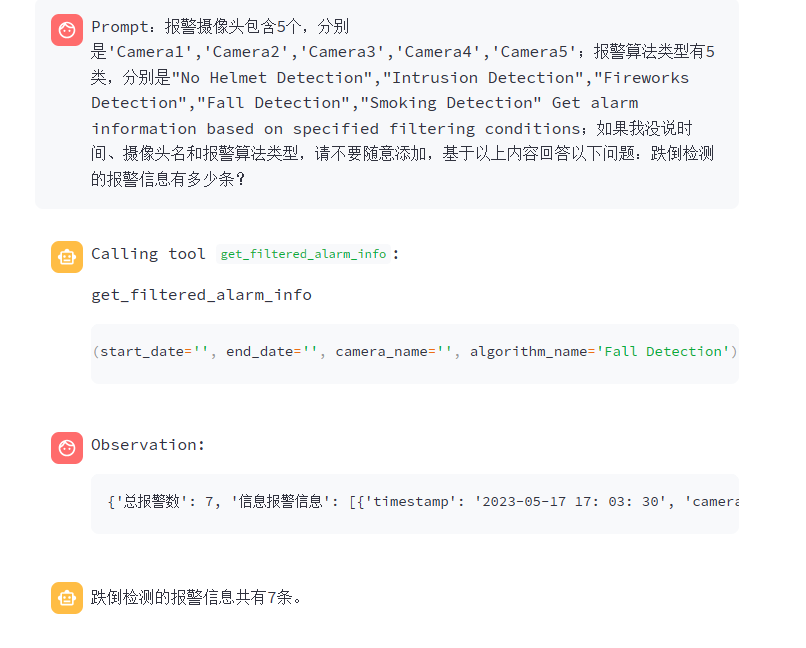 Prompt：报警摄像头包含5个，分别
是'Camera1','Camera2','Camera3','Camera4','Camera5'；报警算法类型有5
类，分别是"No Helmet Detection","Intrusion Detection","Fireworks
Detection","Fall Detection","Smoking Detection" Get alarm
information based on specified filtering conditions；如果我没说时
间、摄像头名和报警算法类型，请不要随意添加，基于以上内容回答以下问题：跌倒检测
的报警信息有多少条？
Calling tool get_filtered_alarm_info:
get_filtered_alarm_info
(start_date='', end_date='', camera_name='', algorithm_name='Fall Detection')
Observation:
{'总报警数': 7, '信息报警信息': [{'timestamp': '2023-05-17 17: 03: 30', 'camera
跌倒检测的报警信息共有7条。